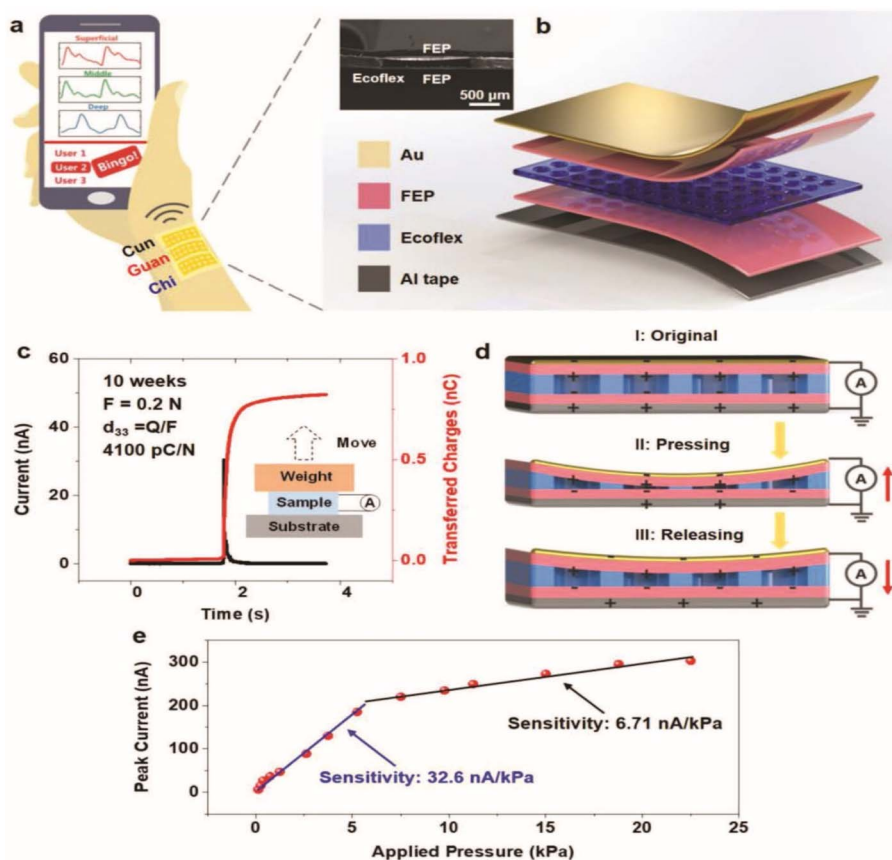 a
Superficial
Middle
Deep
User 1
User 2
User 3
Bingo!
Cun
Guan
Chi
FEP
Ecoflex
FEP
500 µm
b
Au
FEP
Ecoflex
Al tape
c
60
40
20
0
Current (nA)
10 weeks
F = 0.2 N
d33 =Q/F
4100 pC/N
Move
Weight
Sample
A
Substrate
1.0
0.5
0.0
Transferred Charges (nC)
0
2
4
Time (s)
d
I: Original
- - - -
+ + + +
- - - -
+ + + +
A
II: Pressing
- - - -
+ + + +
- - - -
+
A
III: Releasing
- - -
+ + + +
- - - -
+ + + +
A
e
300
200
100
0
Peak Current (nA)
Sensitivity: 6.71 nA/kPa
Sensitivity: 32.6 nA/kPa
0
5
10
15
20
25
Applied Pressure (kPa)